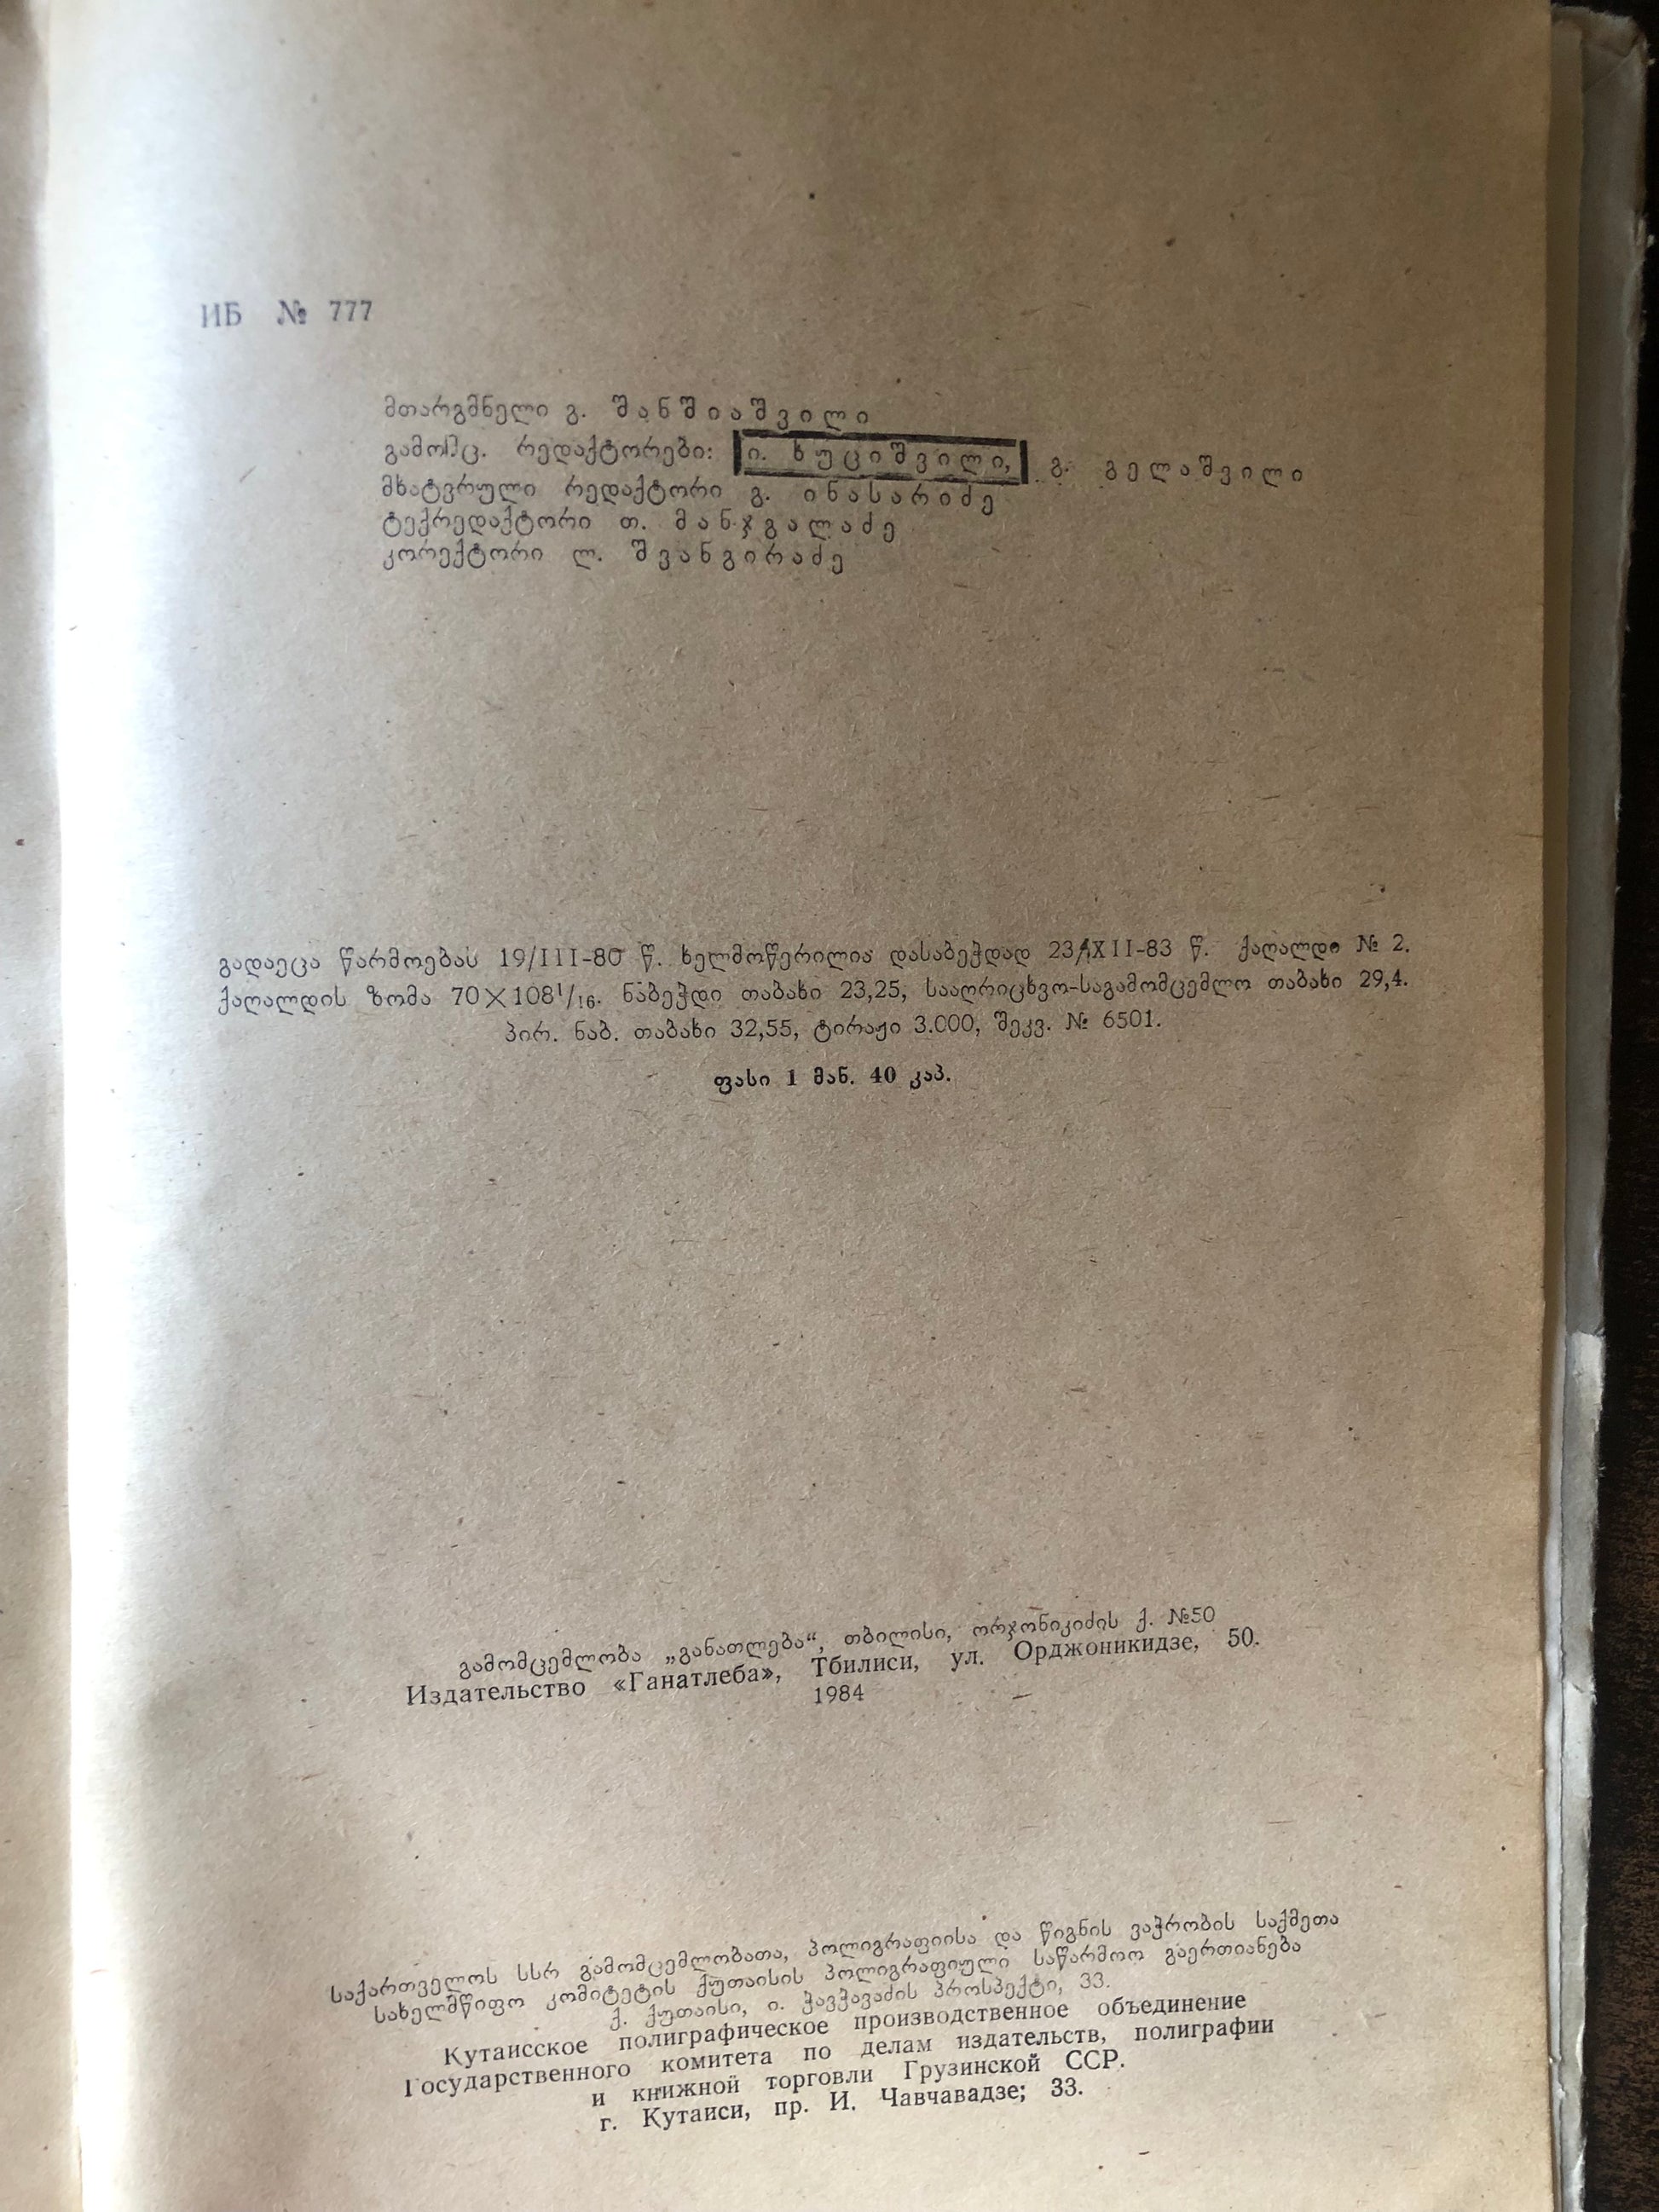 ИБ № 777
მთარგმნელი გ. შანშიაშვილი
გამომც. რედაქტორები: ი. ხუციშვილი, გ. გელაშვილი
მხატვრული რედაქტორი გ. ინასარიძე
ტექრედაქტორი თ. მანჯგალაძე
კორექტორი ლ. შვანგირაძე
გადაეცა წარმოებას 19/III-80 წ. ხელმოწერილია დასაბეჭდად 23/XII-83 წ. ქაღალდი № 2.
ქაღალდის ზომა 70×108¹/₁₆. ნაბეჭდი თაბახი 23,25, სააღრიცხვო-საგამომცემლო თაბახი 29,4.
პირ. ნაბ. თაბახი 32,55, ტირაჟი 3.000, შეკვ. № 6501.
ფასი 1 მან. 40 კაპ.
გამომცემლობა „განათლება“, თბილისი, ორჯონიკიძის ქ. №50
Издательство «Ганатлеба», Тбилиси, ул. Орджоникидзе, 50.
1984
საქართველოს სსრ გამომცემლობათა, პოლიგრაფიისა და წიგნის ვაჭრობის საქმეთა
სახელმწიფო კომიტეტის ქუთაისის პოლიგრაფიული საწარმოო გაერთიანება
ქ. ქუთაისი, ი. ჭავჭავაძის პროსპექტი, 33.
Кутаисское полиграфическое производственное объединение
Государственного комитета по делам издательств, полиграфии
и книжной торговли Грузинской ССР.
г. Кутаиси, пр. И. Чавчавадзе; 33.